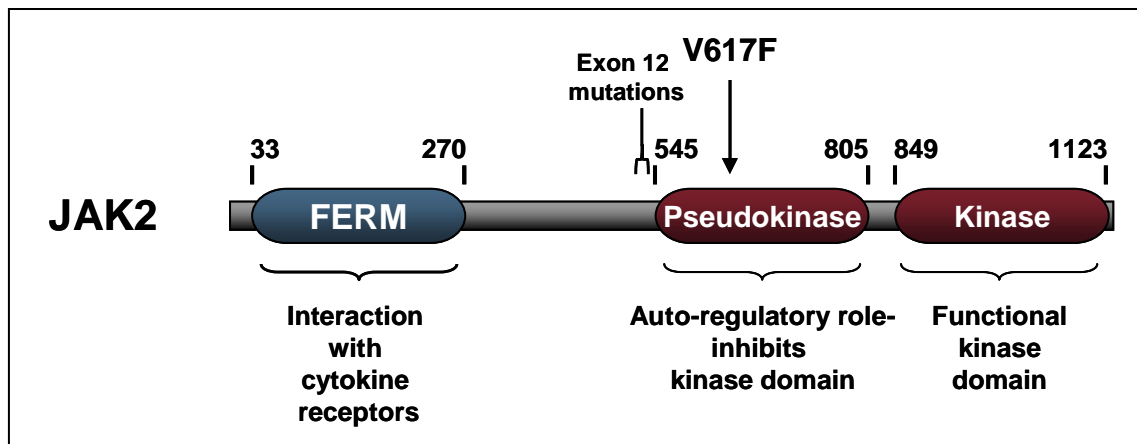 V617F
Exon 12
mutations
33 270 545 805 849 1123
JAK2
FERM Pseudokinase Kinase
Interaction
with
cytokine
receptors
Auto-regulatory role-
inhibits
kinase domain
Functional
kinase
domain